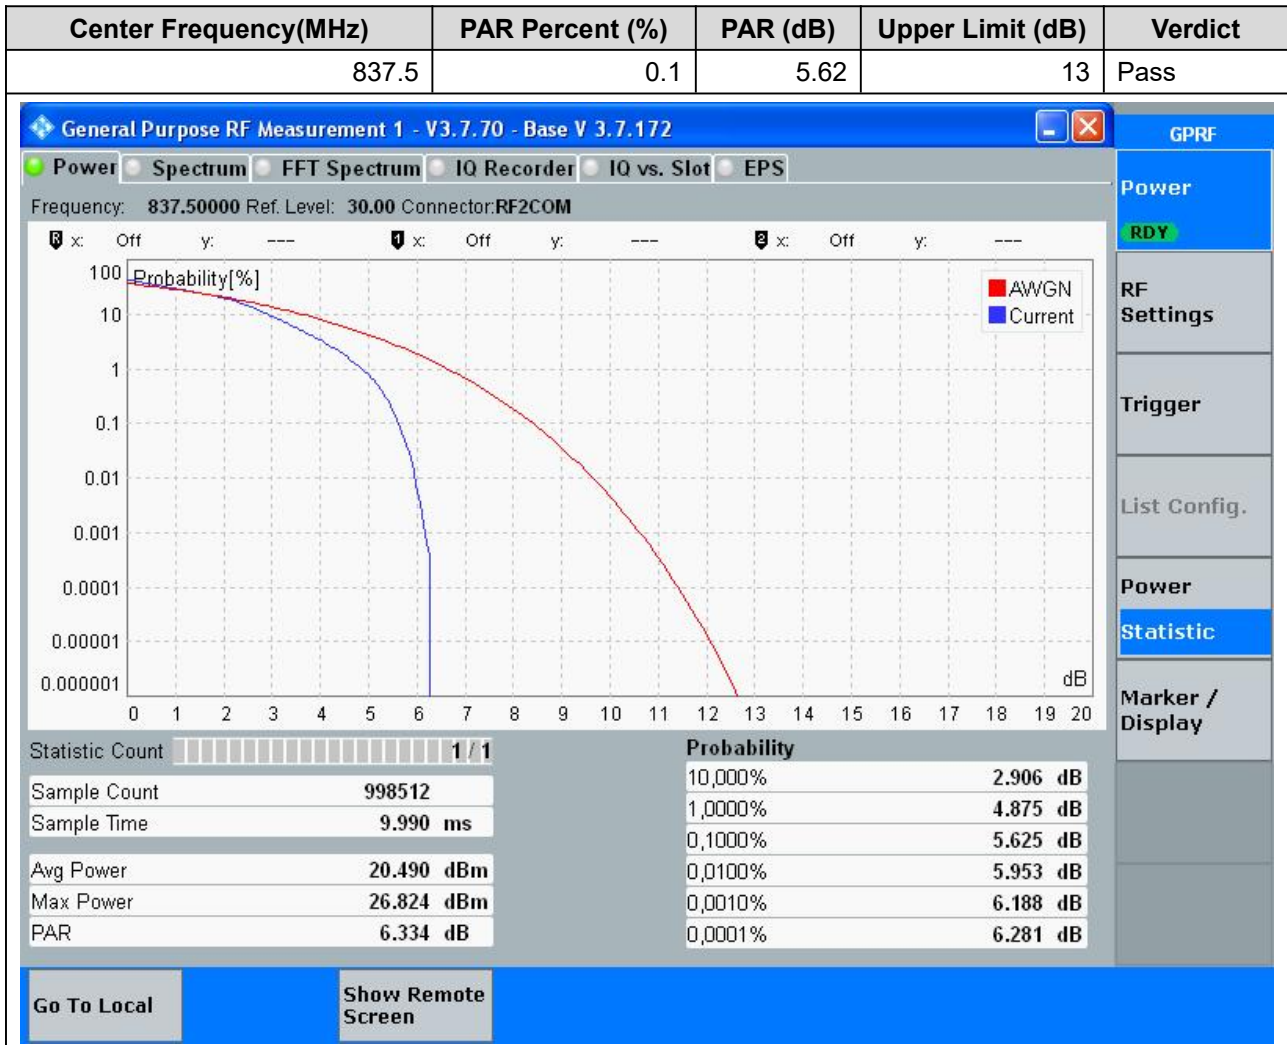 Center Frequency(MHz) PAR Percent (%) PAR (dB) Upper Limit (dB) Verdict
837.5 0.1 5.62 13 Pass
General Purpose RF Measurement 1 - V3.7.70 - Base V 3.7.172
GPRF
Power Spectrum FFT Spectrum IQ Recorder IQ vs. Slot EPS
Frequency: 837.50000 Ref. Level: 30.00 Connector:RF2COM
R x: Off y: --- 1 x: Off y: --- 2 x: Off y: ---
Probability[%]
AWGN
Current
100
10
1
0.1
0.01
0.001
0.0001
0.00001
0.000001
dB
0 1 2 3 4 5 6 7 8 9 10 11 12 13 14 15 16 17 18 19 20
Statistic Count 1 / 1
Sample Count 998512
Sample Time 9.990 ms
Avg Power 20.490 dBm
Max Power 26.824 dBm
PAR 6.334 dB
Probability
10,000% 2.906 dB
1,0000% 4.875 dB
0,1000% 5.625 dB
0,0100% 5.953 dB
0,0010% 6.188 dB
0,0001% 6.281 dB
Power
RDY
RF
Settings
Trigger
List Config.
Power
Statistic
Marker /
Display
Go To Local
Show Remote
Screen